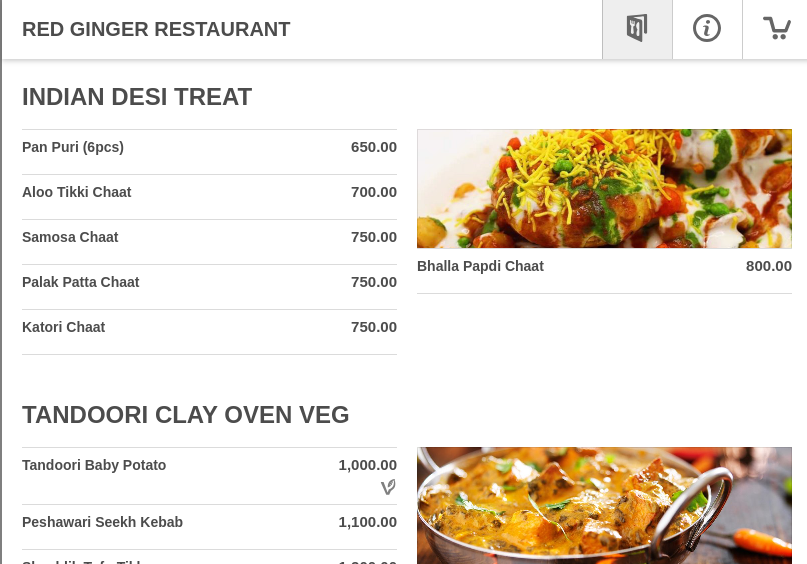 RED GINGER RESTAURANT
INDIAN DESI TREAT
Pan Puri (6pcs) 650.00
Aloo Tikki Chaat 700.00
Samosa Chaat 750.00
Palak Patta Chaat 750.00
Katori Chaat 750.00
Bhalla Papdi Chaat 800.00
TANDOORI CLAY OVEN VEG
Tandoori Baby Potato 1,000.00
Peshawari Seekh Kebab 1,100.00